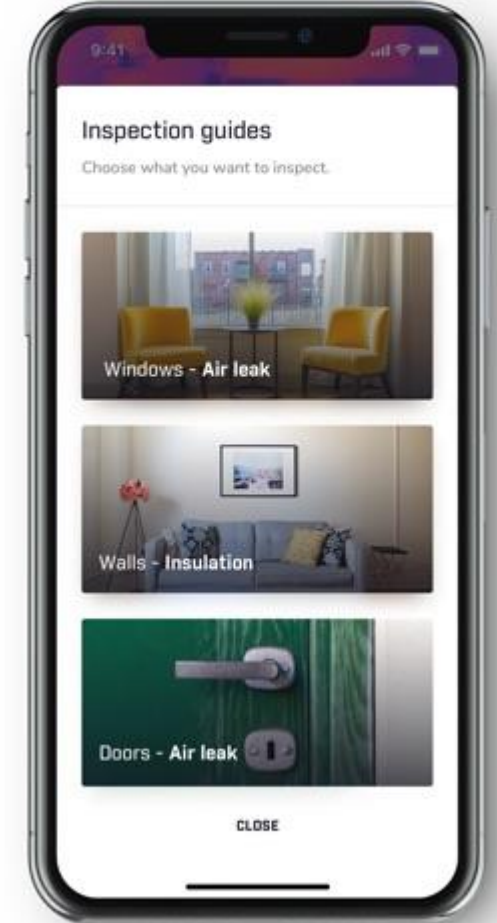 9:41
Inspection guides
Choose what you want to inspect.
Windows - Air leak
Walls - Insulation
Doors - Air leak
CLOSE